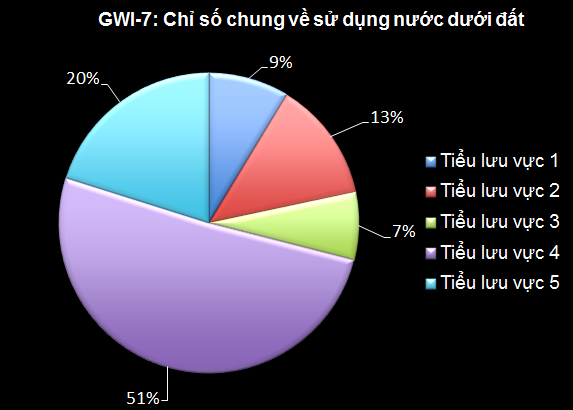 GWI-7: Chỉ số chung về sử dụng nước dưới đất
9%
20%
13%
7%
51%
Tiểu lưu vực 1
Tiểu lưu vực 2
Tiểu lưu vực 3
Tiểu lưu vực 4
Tiểu lưu vực 5